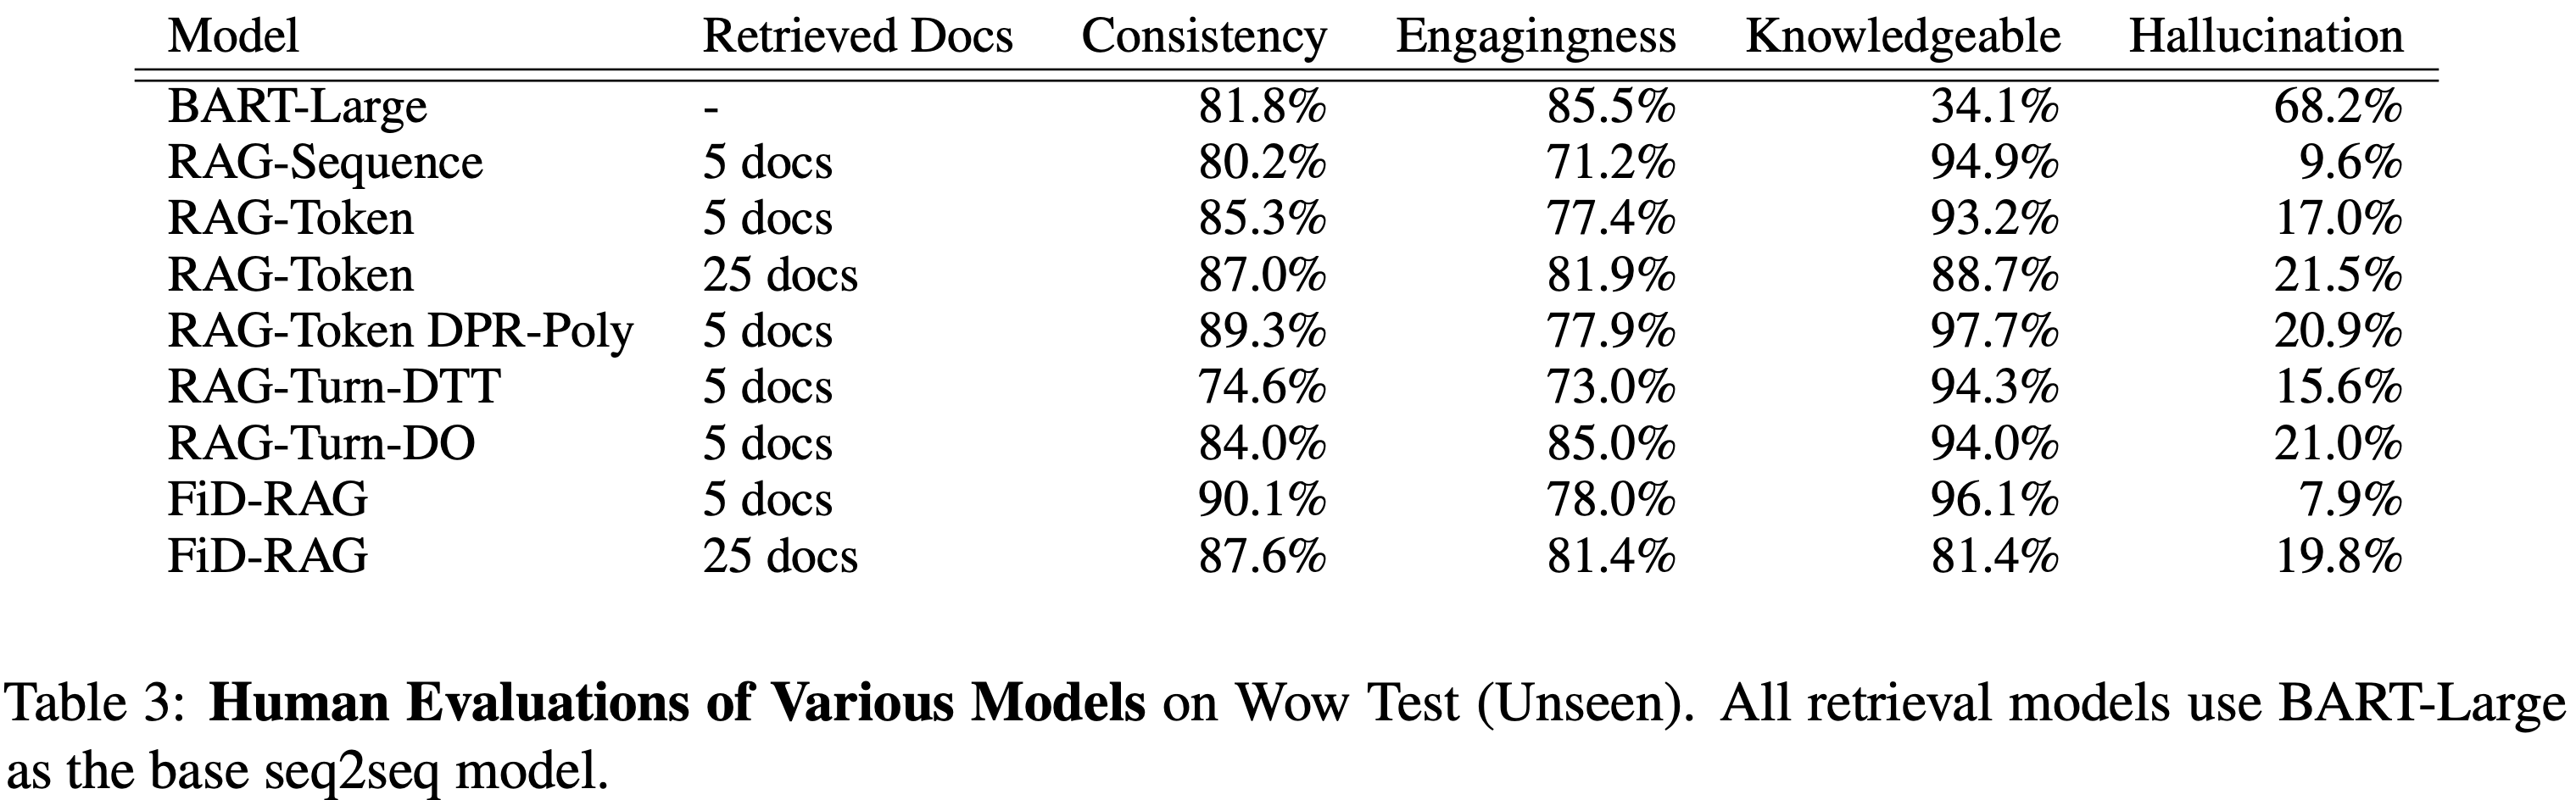 Model Retrieved Docs Consistency Engagingness Knowledgeable Hallucination
BART-Large - 81.8% 85.5% 34.1% 68.2%
RAG-Sequence 5 docs 80.2% 71.2% 94.9% 9.6%
RAG-Token 5 docs 85.3% 77.4% 93.2% 17.0%
RAG-Token 25 docs 87.0% 81.9% 88.7% 21.5%
RAG-Token DPR-Poly 5 docs 89.3% 77.9% 97.7% 20.9%
RAG-Turn-DTT 5 docs 74.6% 73.0% 94.3% 15.6%
RAG-Turn-DO 5 docs 84.0% 85.0% 94.0% 21.0%
FiD-RAG 5 docs 90.1% 78.0% 96.1% 7.9%
FiD-RAG 25 docs 87.6% 81.4% 81.4% 19.8%
Table 3: Human Evaluations of Various Models on Wow Test (Unseen). All retrieval models use BART-Large
as the base seq2seq model.